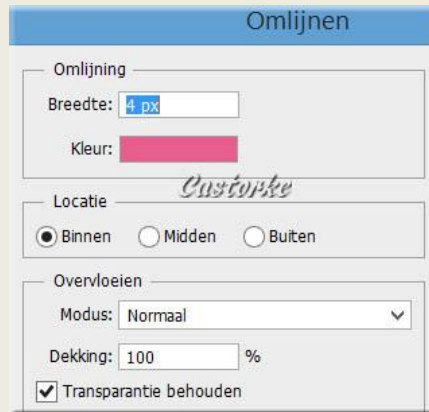 Omlijnen
Omlijning
Breedte: 4 px
Kleur:
Castorke
Locatie
Binnen Midden Buiten
Overvloeien
Modus: Normaal
Dekking: 100 %
Transparantie behouden